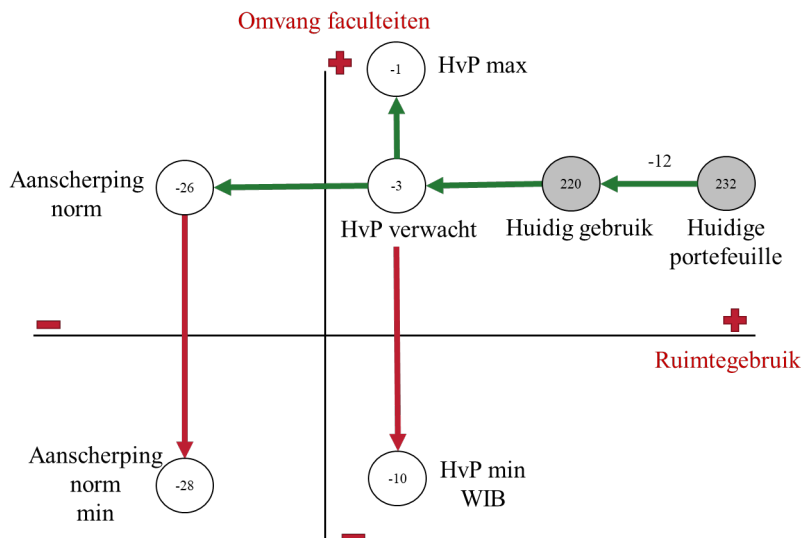 Omvang faculteiten
-1
HvP max
-12
Aanscherping
norm
-26
-3
220
232
HvP verwacht
Huidig gebruik
Huidige
portefeuille
Ruimtegebruik
Aanscherping
norm
min
-28
-10
HvP min
WIB